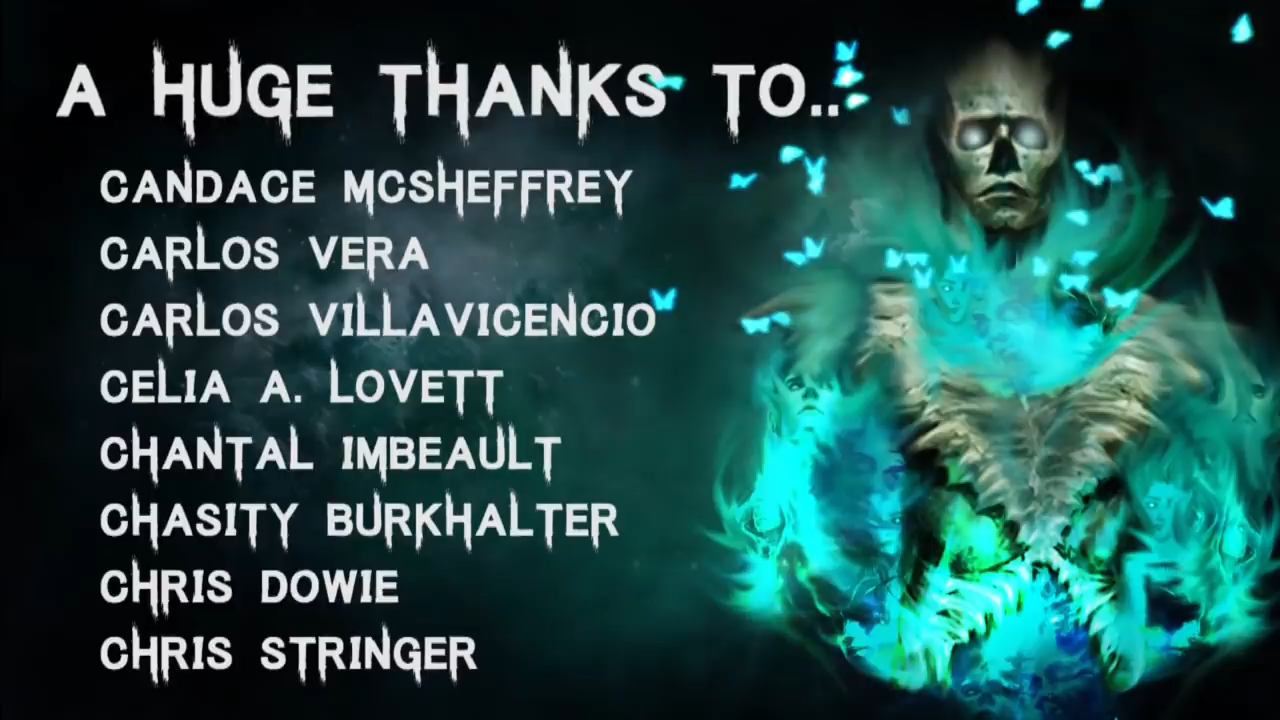 A HUGE THANKS TO..
CANDACE MCSHEFFREY
CARLOS VERA
CARLOS VILLAVICENCIO
CELIA A. LOVETT
CHANTAL IMBEAULT
CHASITY BURKHALTER
CHRIS DOWIE
CHRIS STRINGER